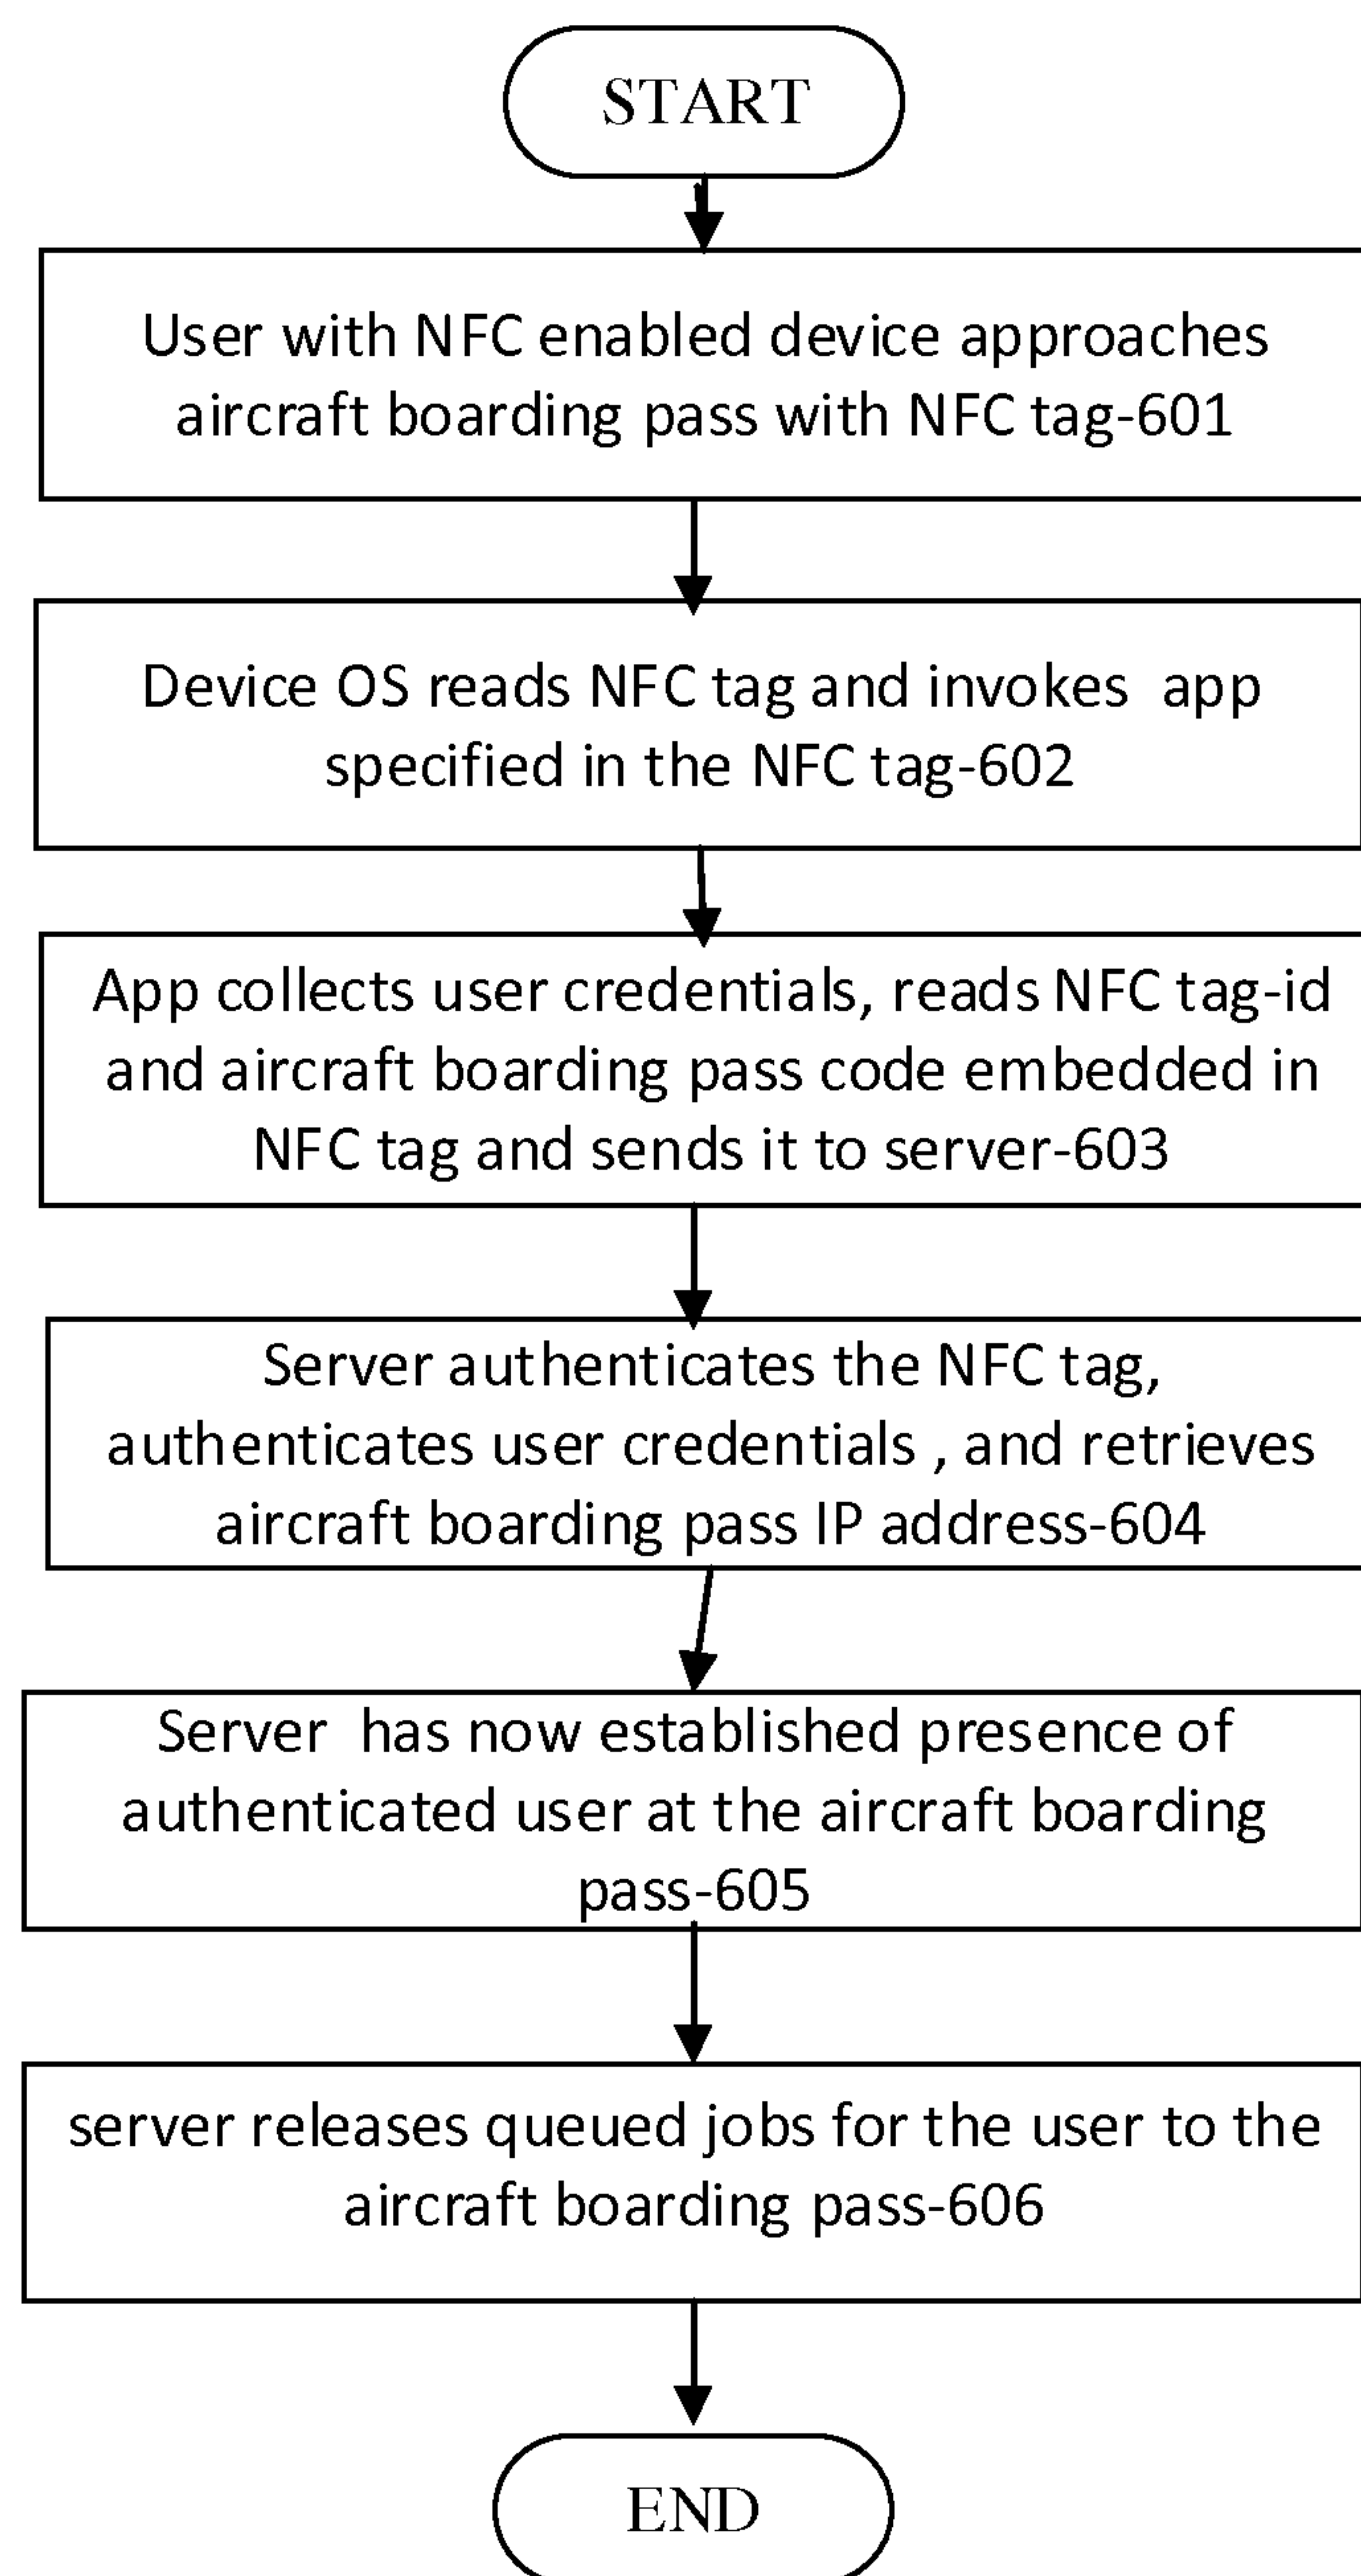 START
User with NFC enabled device approaches
aircraft boarding pass with NFC tag-601
Device OS reads NFC tag and invokes  app
specified in the NFC tag-602
App collects user credentials, reads NFC tag-id
and aircraft boarding pass code embedded in
NFC tag and sends it to server-603
Server authenticates the NFC tag,
authenticates user credentials , and retrieves
aircraft boarding pass IP address-604
Server  has now established presence of
authenticated user at the aircraft boarding
pass-605
server releases queued jobs for the user to the
aircraft boarding pass-606
END